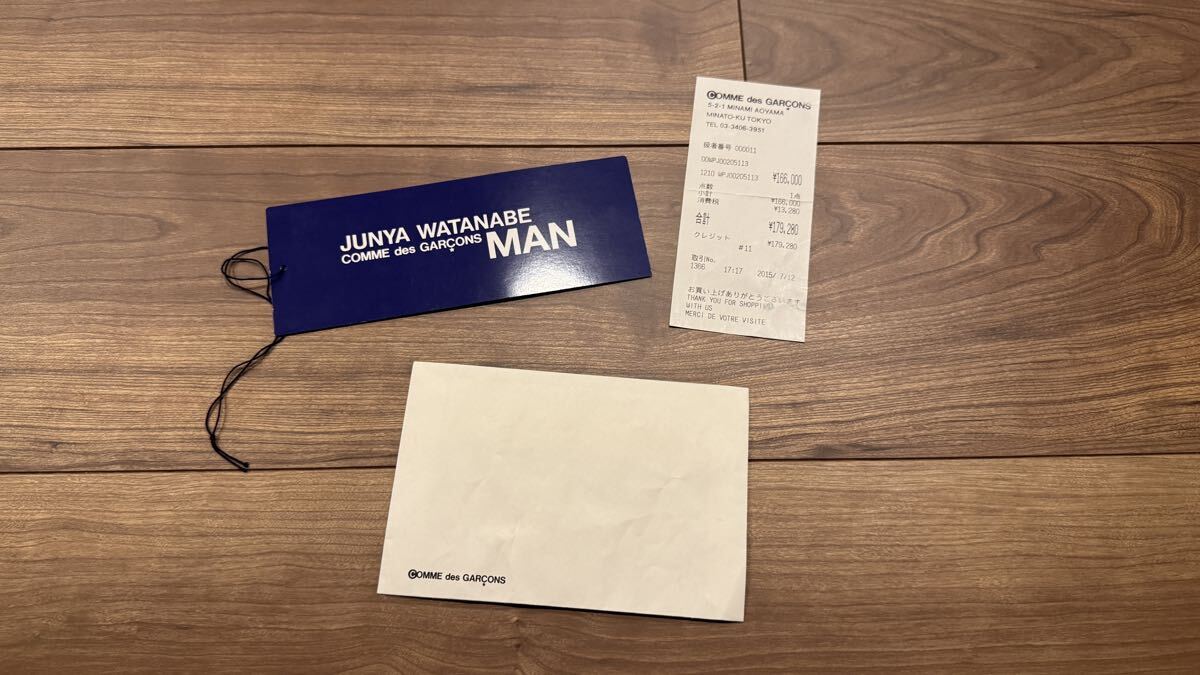 JUNYA WATANABE
COMME des GARÇONS MAN
COMME des GARÇONS
5-2-1 MINAMI AOYAMA
MINATO-KU TOKYO
TEL 03-3406-3951
扱者番号 000011
1210 WPJ00205113 ¥166,000
点数 1点
小計 ¥166,000
消費税 ¥13,280
合計 ¥179,280
クレジット ¥179,280
#11
取引No.
1366 17:17 2015/ 7/12
お買い上げありがとうございます
THANK YOU FOR SHOPPING
WITH US
MERCI DE VOTRE VISITE
COMME des GARÇONS